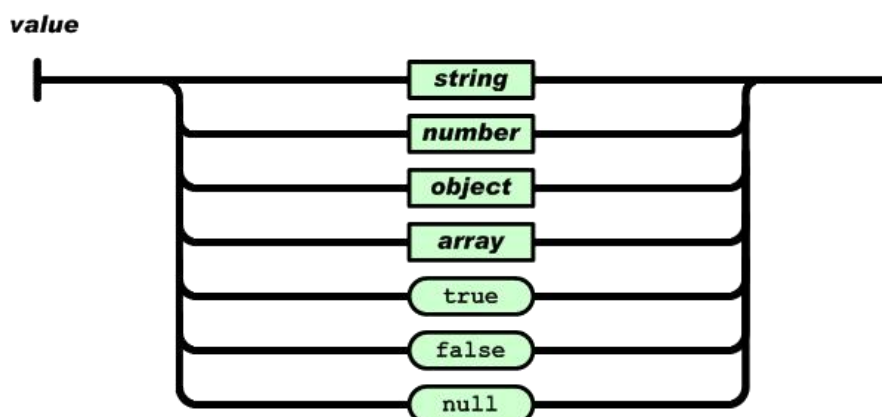 value
string
number
object
array
true
false
null